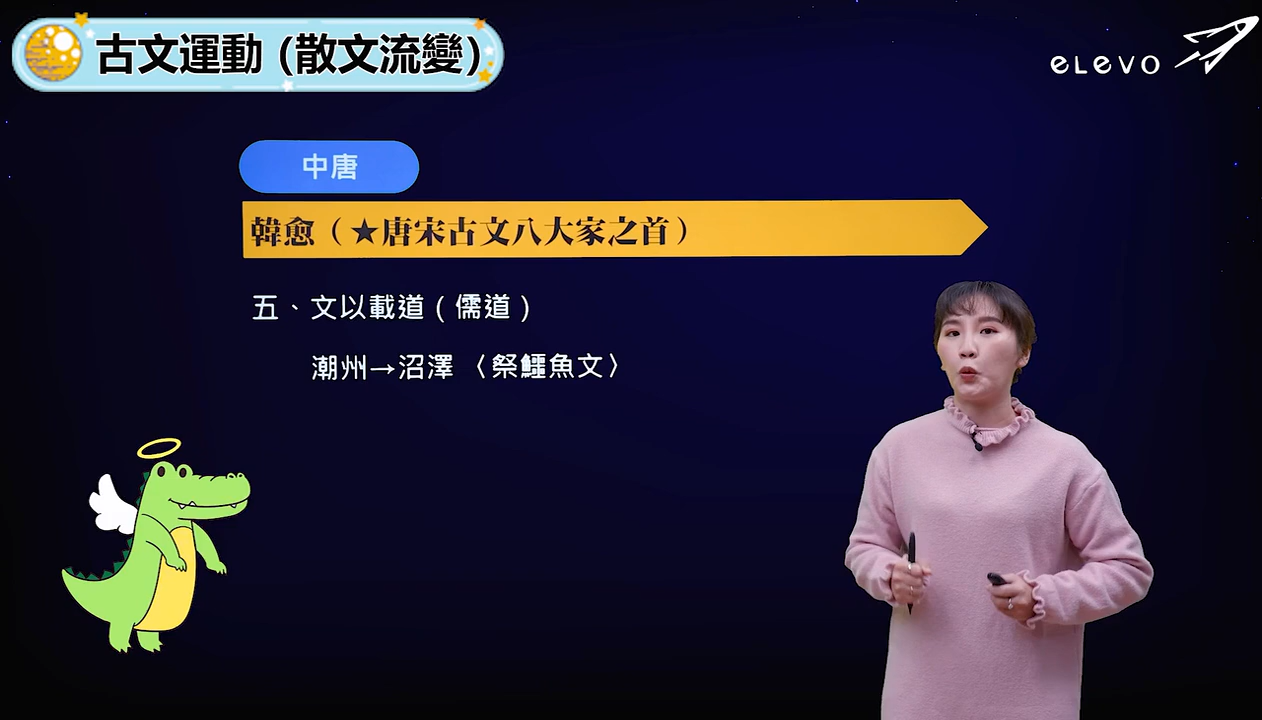 古文運動 (散文流變)
eLeVO
中唐
韓愈（★唐宋古文八大家之首）
五、文以載道（儒道）
潮州→沼澤〈祭鱷魚文〉